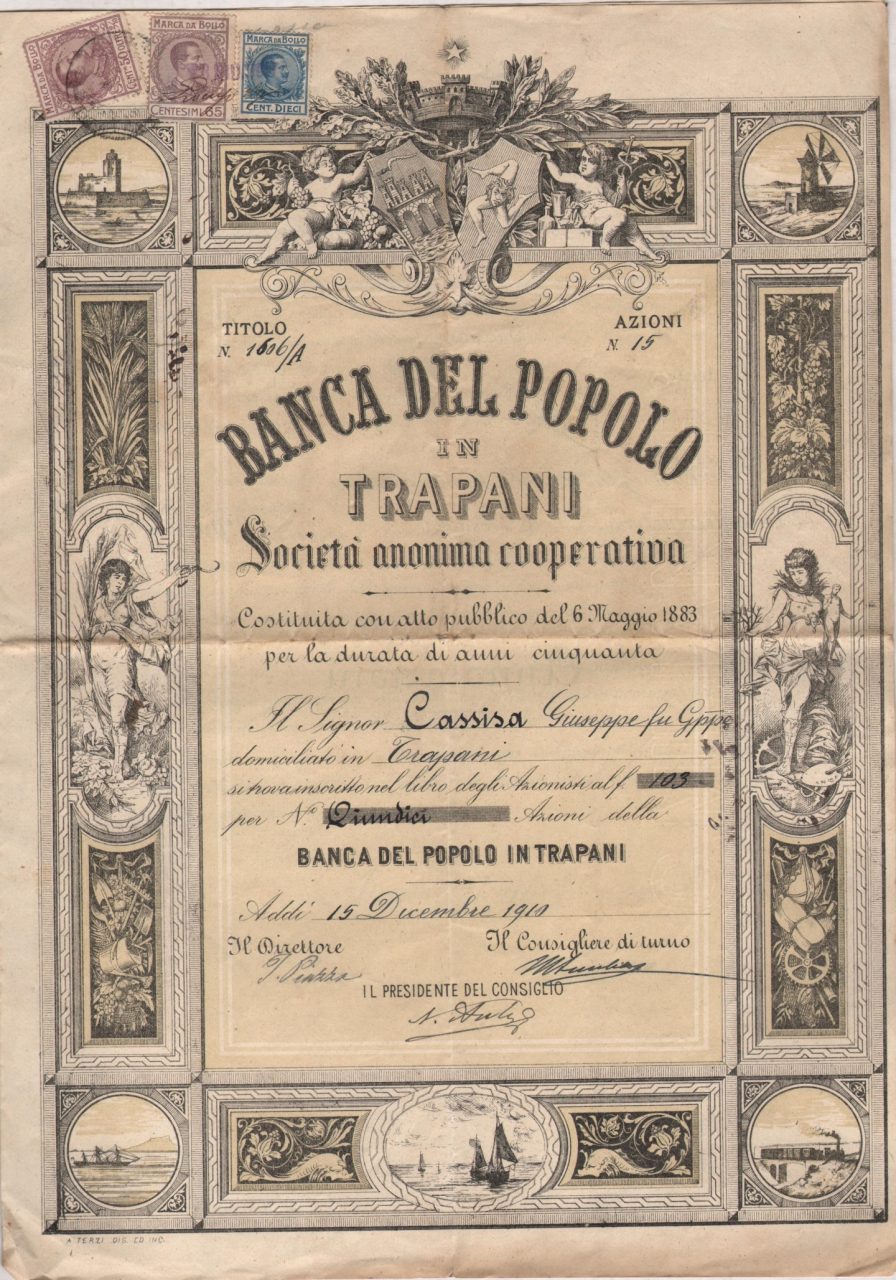 MARCA DA BOLLO
MARCA DA BOLLO
CENTESIMI 65
MARCA DA BOLLO
CENT. DIECI
TITOLO
N. 1606/A
AZIONI
N. 15
BANCA DEL POPOLO
IN
TRAPANI
Società anonima cooperativa
Costituita con atto pubblico del 6 Maggio 1883
per la durata di anni cinquanta
Il Signor Cassisa Giuseppe fu Gppe
domiciliato in Trapani
si trova inscritto nel libro degli Azionisti al f. 103
per N. Quindici Azioni della
BANCA DEL POPOLO IN TRAPANI
Addì 15 Dicembre 1910
Il Direttore
Il Consigliere di turno
Piazza
IL PRESIDENTE DEL CONSIGLIO
A TERZI DIS. ED INC.